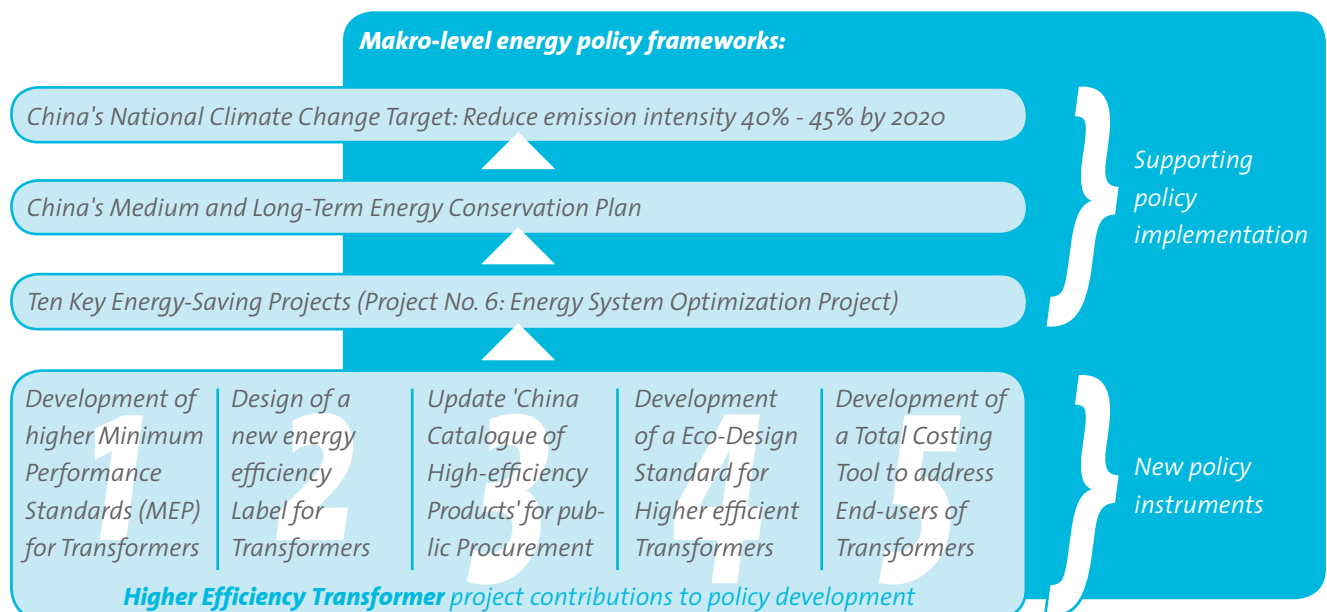 Makro-level energy policy frameworks:
China's National Climate Change Target: Reduce emission intensity 40% - 45% by 2020
China's Medium and Long-Term Energy Conservation Plan
Ten Key Energy-Saving Projects (Project No. 6: Energy System Optimization Project)
}
Supporting
policy
implementation
1
Development of
higher Minimum
Performance
Standards (MEP)
for Transformers
2
Design of a
new energy
efficiency
Label for
Transformers
3
Update 'China
Catalogue of
High-efficiency
Products' for pub-
lic Procurement
4
Development
of a Eco-Design
Standard for
Higher efficient
Transformers
5
Development of
a Total Costing
Tool to address
End-users of
Transformers
}
New policy
instruments
Higher Efficiency Transformer project contributions to policy development